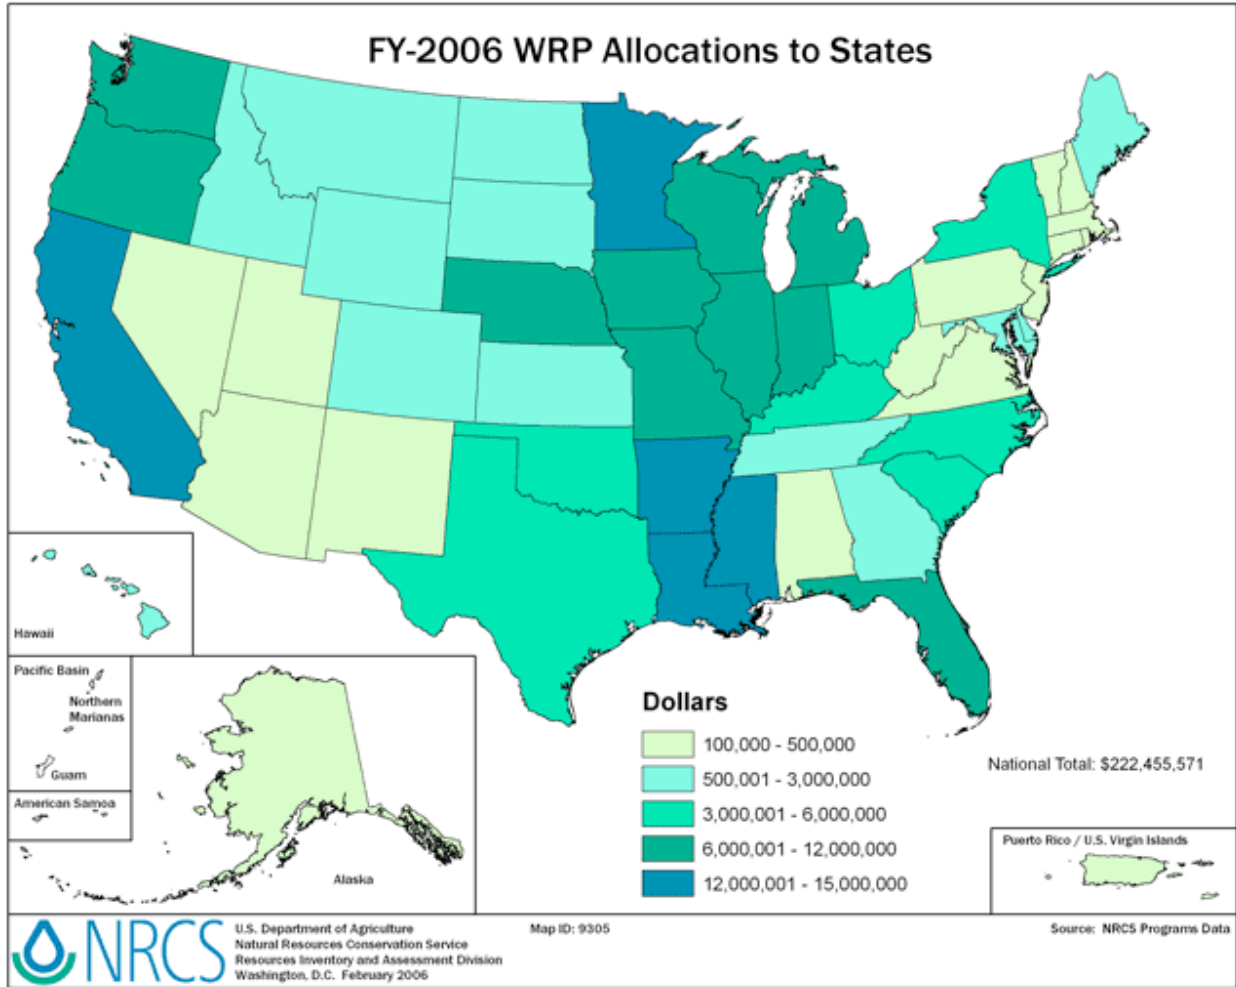 FY-2006 WRP Allocations to States
Hawaii
Pacific Basin
Northern
Marianas
Guam
American Samoa
Alaska
Dollars
100,000 - 500,000
500,001 - 3,000,000
3,000,001 - 6,000,000
6,000,001 - 12,000,000
12,000,001 - 15,000,000
National Total: $222,455,571
Puerto Rico / U.S. Virgin Islands
NRCS
U.S. Department of Agriculture
Natural Resources Conservation Service
Resources Inventory and Assessment Division
Washington, D.C. February 2006
Map ID: 9305
Source: NRCS Programs Data